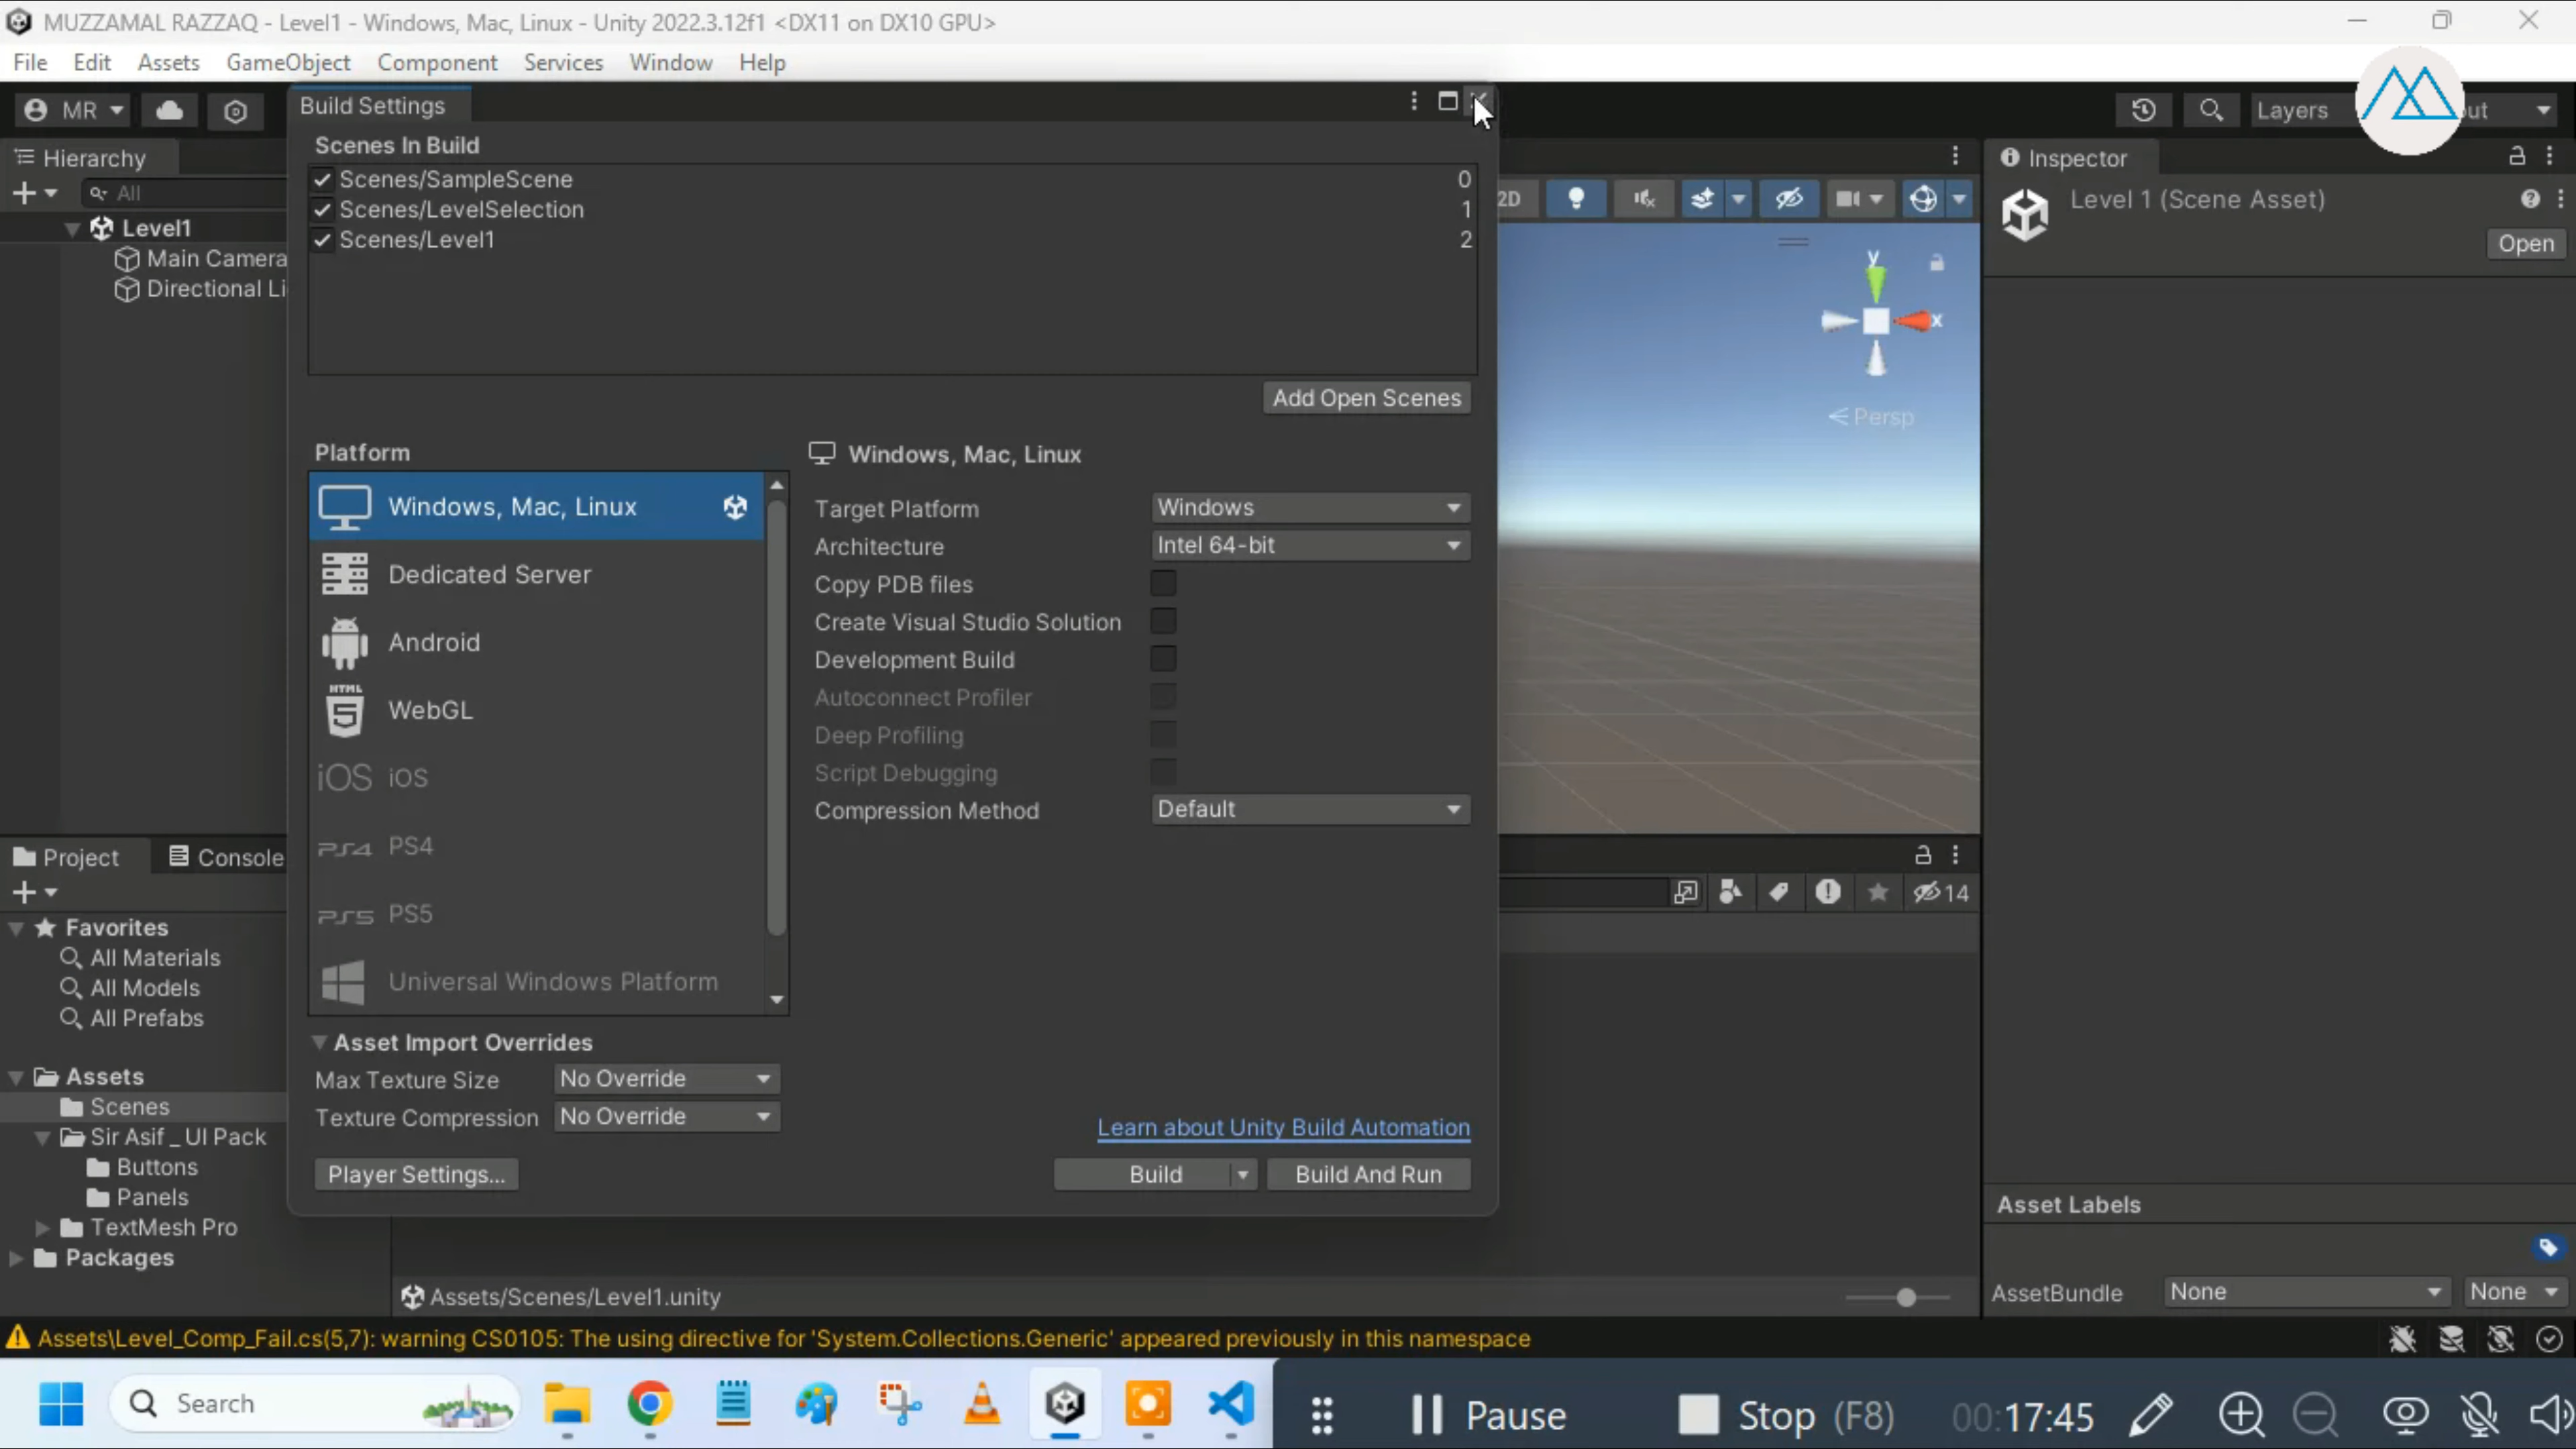 MUZZAMAL RAZZAQ - Level1 - Windows, Mac, Linux - Unity 2022.3.12f1 <DX11 on DX10 GPU>
File Edit Assets GameObject Component Services Window Help
MR
Build Settings
Layers
out
Hierarchy
All
Scenes In Build
Scenes/SampleScene 0
Scenes/LevelSelection 1
Scenes/Level1 2
Level1
Main Camera
Directional Li
2D
y
x
Persp
Inspector
Level 1 (Scene Asset)
Open
Add Open Scenes
Platform
Windows, Mac, Linux
Dedicated Server
Android
HTML
5
WebGL
iOS iOS
PS4 PS4
PS5 PS5
Universal Windows Platform
Windows, Mac, Linux
Target Platform Windows
Architecture Intel 64-bit
Copy PDB files
Create Visual Studio Solution
Development Build
Autoconnect Profiler
Deep Profiling
Script Debugging
Compression Method Default
Asset Import Overrides
Max Texture Size No Override
Texture Compression No Override
Learn about Unity Build Automation
Player Settings...
Build
Build And Run
Project Console
14
Favorites
All Materials
All Models
All Prefabs
Assets
Scenes
Sir Asif _ UI Pack
Buttons
Panels
TextMesh Pro
Packages
Assets/Scenes/Level1.unity
Asset Labels
AssetBundle None None
Assets\Level_Comp_Fail.cs(5,7): warning CS0105: The using directive for 'System.Collections.Generic' appeared previously in this namespace
Search
Pause
Stop (F8)
00:17:45